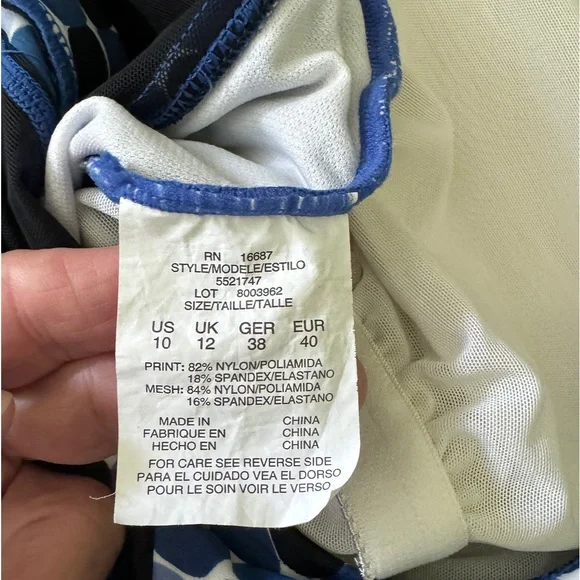 RN 16687
STYLE/MODELE/ESTILO
5521747
LOT 8003962
SIZE/TAILLE/TALLE
US UK GER EUR
10 12 38 40
PRINT: 82% NYLON/POLIAMIDA
18% SPANDEX/ELASTANO
MESH: 84% NYLON/POLIAMIDA
16% SPANDEX/ELASTANO
MADE IN CHINA
FABRIQUE EN CHINA
HECHO EN CHINA
FOR CARE SEE REVERSE SIDE
PARA EL CUIDADO VEA EL DORSO
POUR LE SOIN VOIR LE VERSO